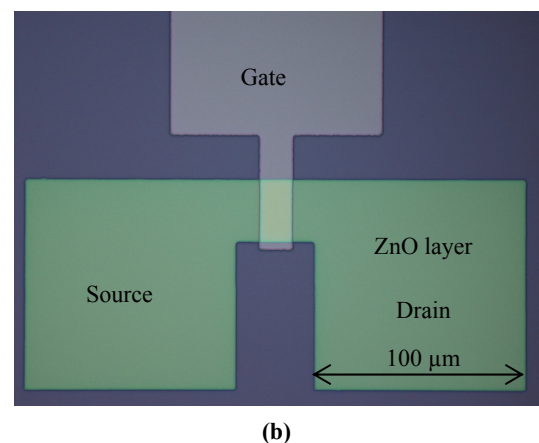 Gate
ZnO layer
Source
Drain
100 µm
(b)